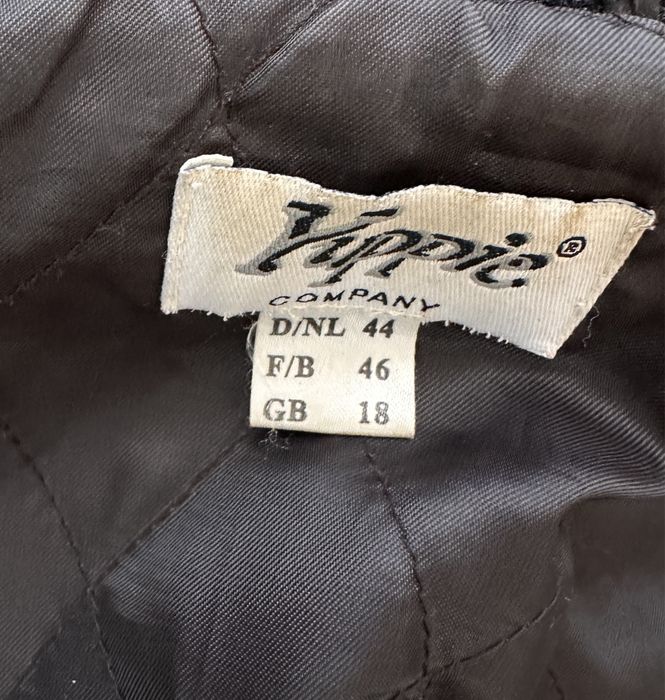 Yippie®
COMPANY
D/NL 44
F/B 46
GB 18